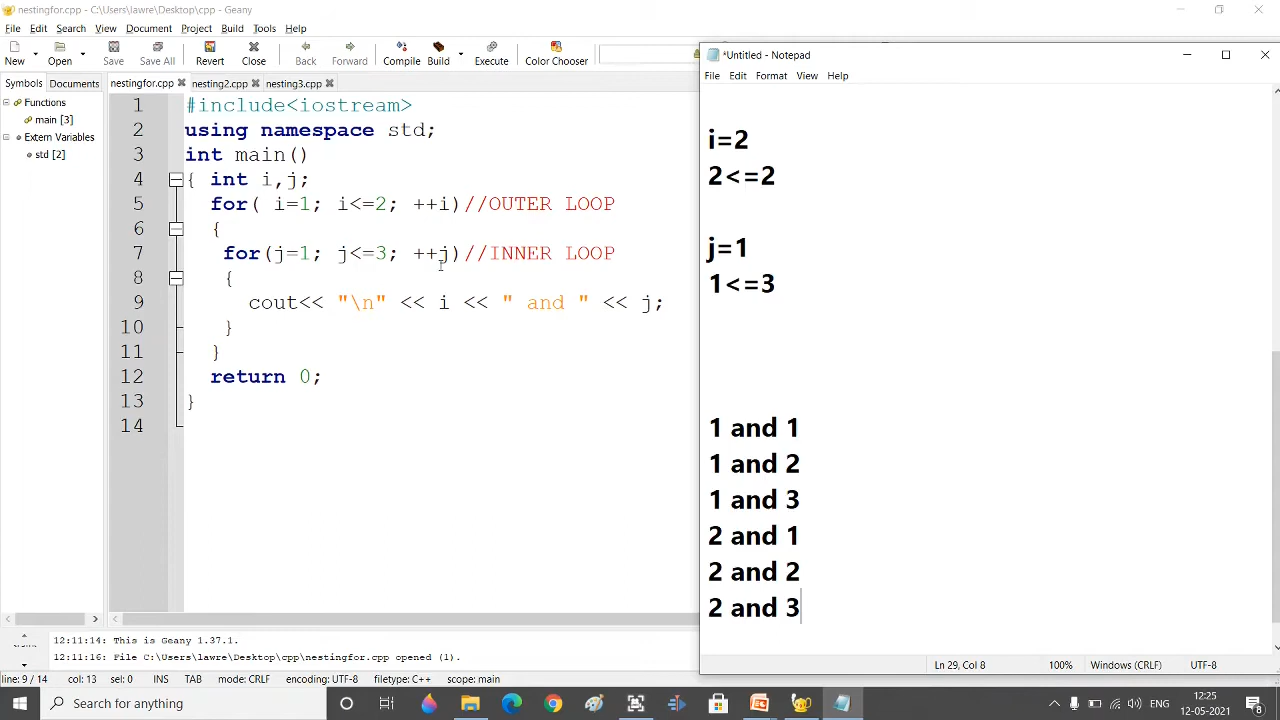 nestingfor.cpp - C:\Users\lawre\Desktop\cpp - Geany
File Edit Search View Document Project Build Tools Help
New Open Save Save All Revert Close Back Forward Compile Build Execute Color Chooser
Symbols Documents nestingfor.cpp nesting2.cpp nesting3.cpp
Functions
main [3]
Extern Variables
std [2]
1 #include<iostream>
2 using namespace std;
3 int main()
4 { int i,j;
5 for( i=1; i<=2; ++i)//OUTER LOOP
6 {
7 for(j=1; j<=3; ++j)//INNER LOOP
8 {
9 cout<< "\n" << i << " and " << j;
10 }
11 }
12 return 0;
13 }
14
12:11:14: This is Geany 1.37.1.
12:11:16: File C:\Users\lawre\Desktop\cpp\nestingfor.cpp opened (1).
line: 9 / 14 col: 13 sel: 0 INS TAB mode: CRLF encoding: UTF-8 filetype: C++ scope: main
*Untitled - Notepad
File Edit Format View Help
i=2
2<=2
j=1
1<=3
1 and 1
1 and 2
1 and 3
2 and 1
2 and 2
2 and 3
Ln 29, Col 8 100% Windows (CRLF) UTF-8
Search for anything
ENG
12:25
12-05-2021
8